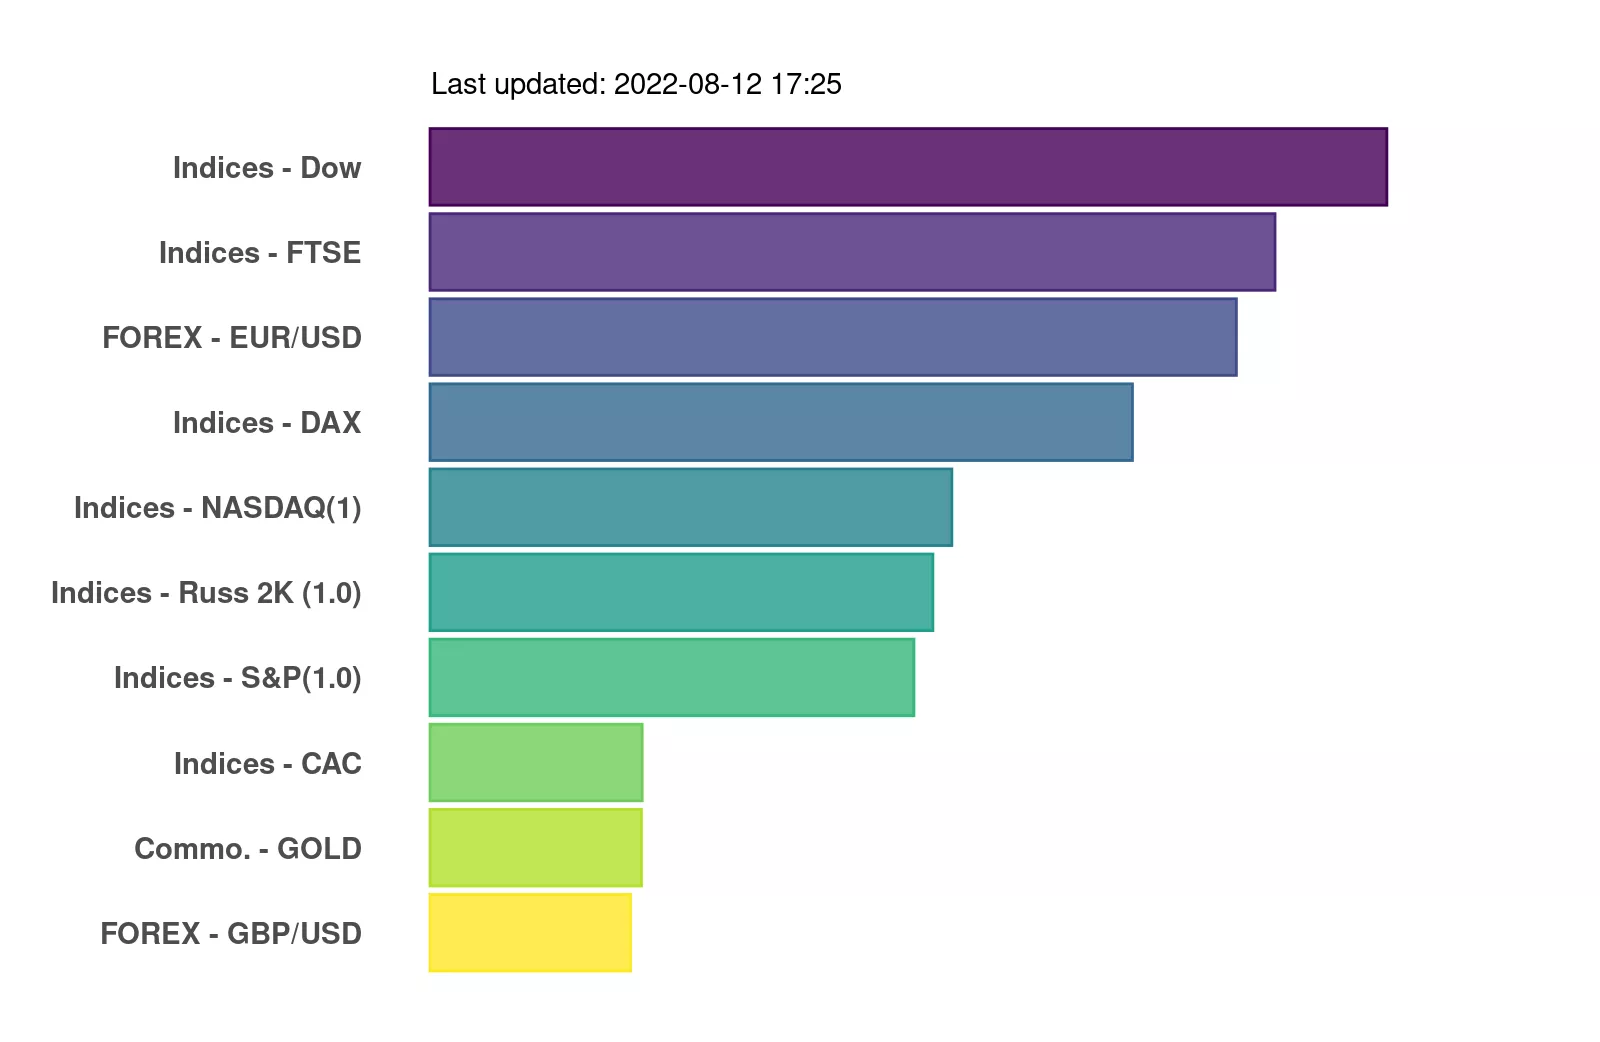 Last updated: 2022-08-12 17:25
Indices - Dow
Indices - FTSE
FOREX - EUR/USD
Indices - DAX
Indices - NASDAQ(1)
Indices - Russ 2K (1.0)
Indices - S&P(1.0)
Indices - CAC
Commo. - GOLD
FOREX - GBP/USD